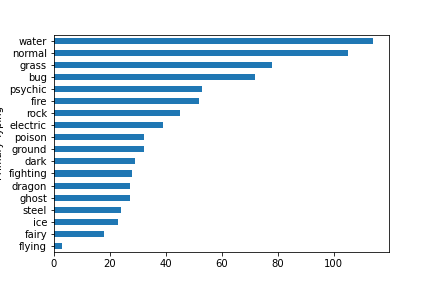 water
normal
grass
bug
psychic
fire
rock
electric
poison
ground
dark
fighting
dragon
ghost
steel
ice
fairy
flying
0 20 40 60 80 100